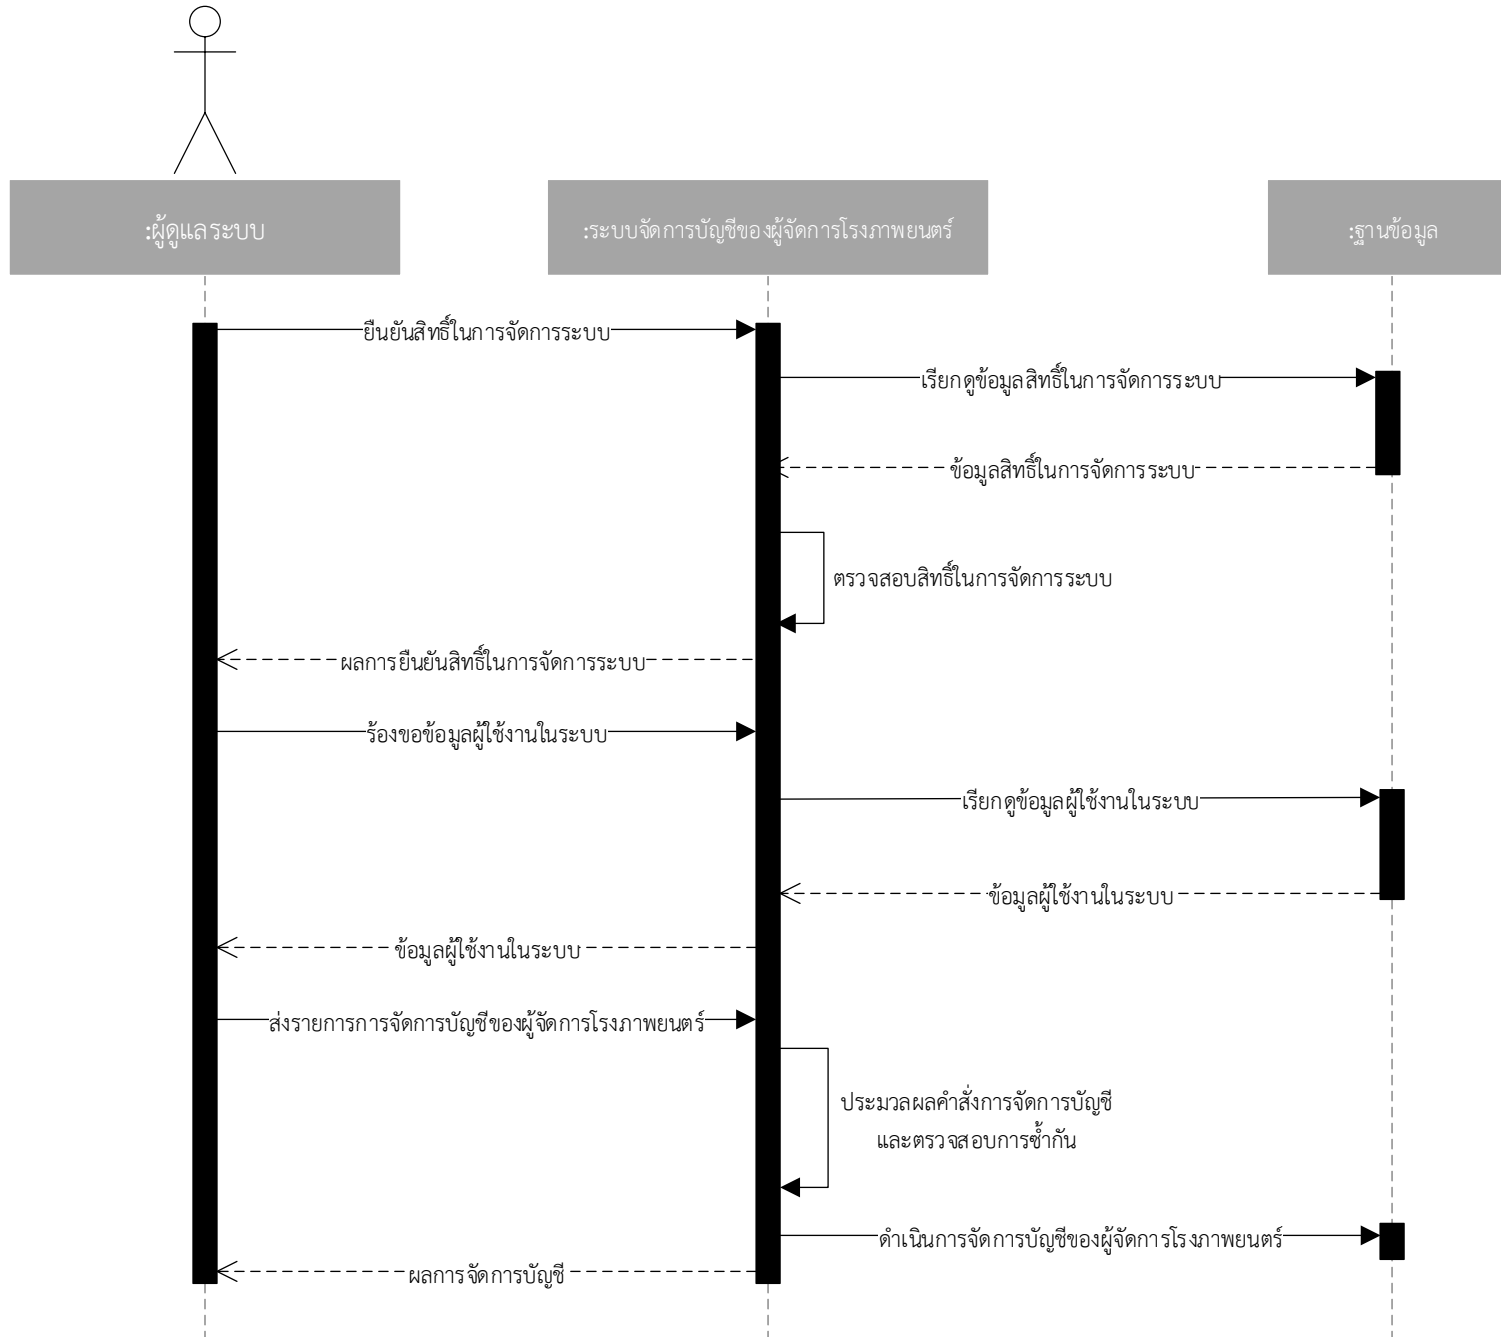 :ผู้ดูแลระบบ
:ระบบจัดการบัญชีของผู้จัดการโรงภาพยนตร์
:ฐานข้อมูล
ยืนยันสิทธิ์ในการจัดการระบบ
เรียกดูข้อมูลสิทธิ์ในการจัดการระบบ
ข้อมูลสิทธิ์ในการจัดการระบบ
ตรวจสอบสิทธิ์ในการจัดการระบบ
ผลการยืนยันสิทธิ์ในการจัดการระบบ
ร้องขอข้อมูลผู้ใช้งานในระบบ
เรียกดูข้อมูลผู้ใช้งานในระบบ
ข้อมูลผู้ใช้งานในระบบ
ข้อมูลผู้ใช้งานในระบบ
ส่งรายการการจัดการบัญชีของผู้จัดการโรงภาพยนตร์
ประมวลผลคำสั่งการจัดการบัญชี
และตรวจสอบการซ้ำกัน
ดำเนินการจัดการบัญชีของผู้จัดการโรงภาพยนตร์
ผลการจัดการบัญชี